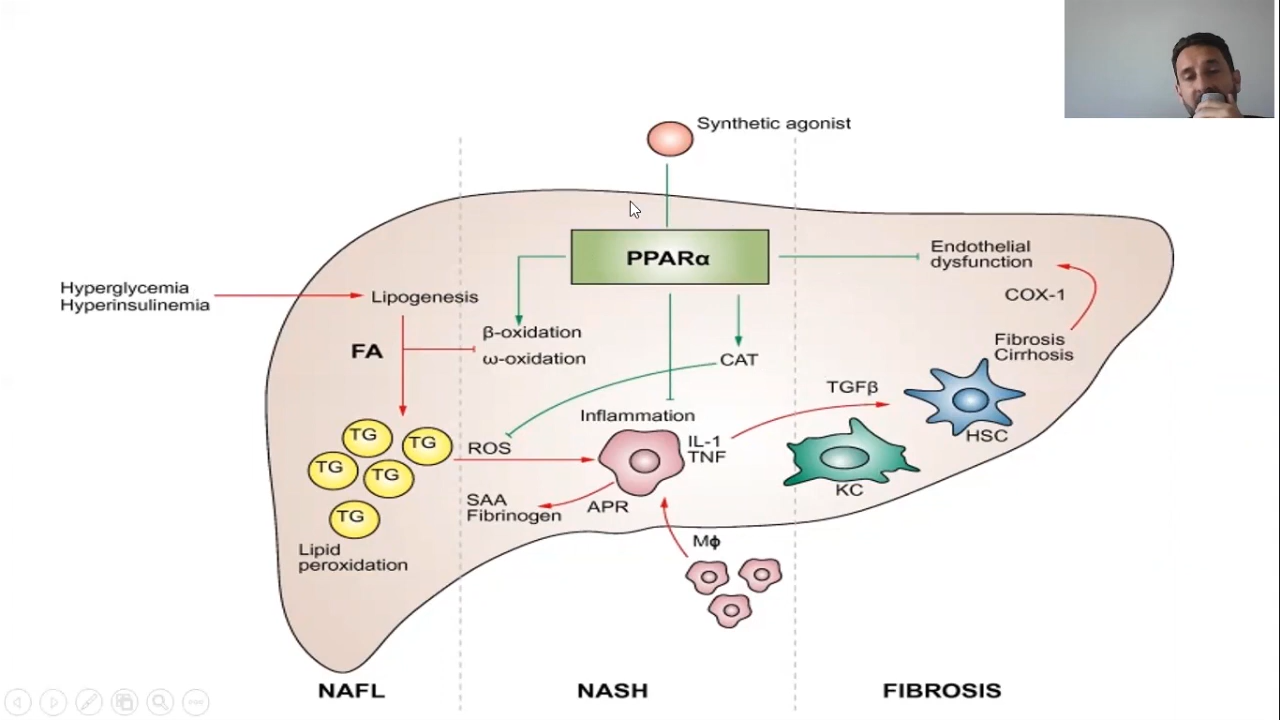 Synthetic agonist
PPARα
Endothelial
dysfunction
COX-1
Fibrosis
Cirrhosis
Hyperglycemia
Hyperinsulinemia
Lipogenesis
FA
β-oxidation
ω-oxidation
CAT
TGFβ
HSC
KC
Inflammation
IL-1
TNF
ROS
SAA
Fibrinogen
APR
Mϕ
TG
TG
TG
TG
TG
Lipid
peroxidation
NAFL
NASH
FIBROSIS